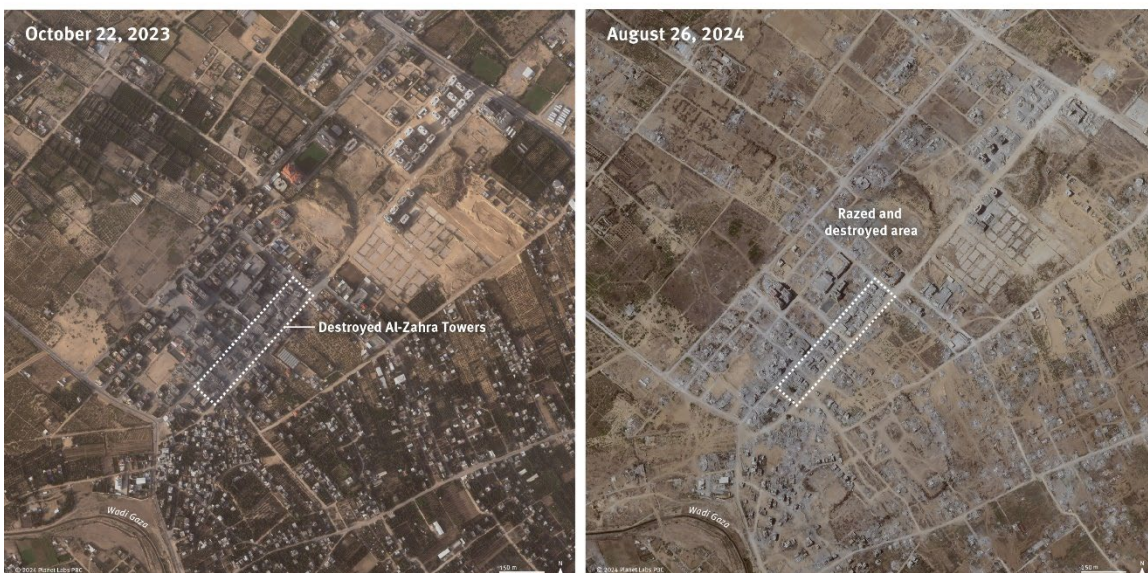 October 22, 2023
Destroyed Al-Zahra Towers
Wadi Gaza
© 2024 Planet Labs PBC
150 m
N
August 26, 2024
Razed and
destroyed area
Wadi Gaza
© 2024 Planet Labs PBC
250 m
N